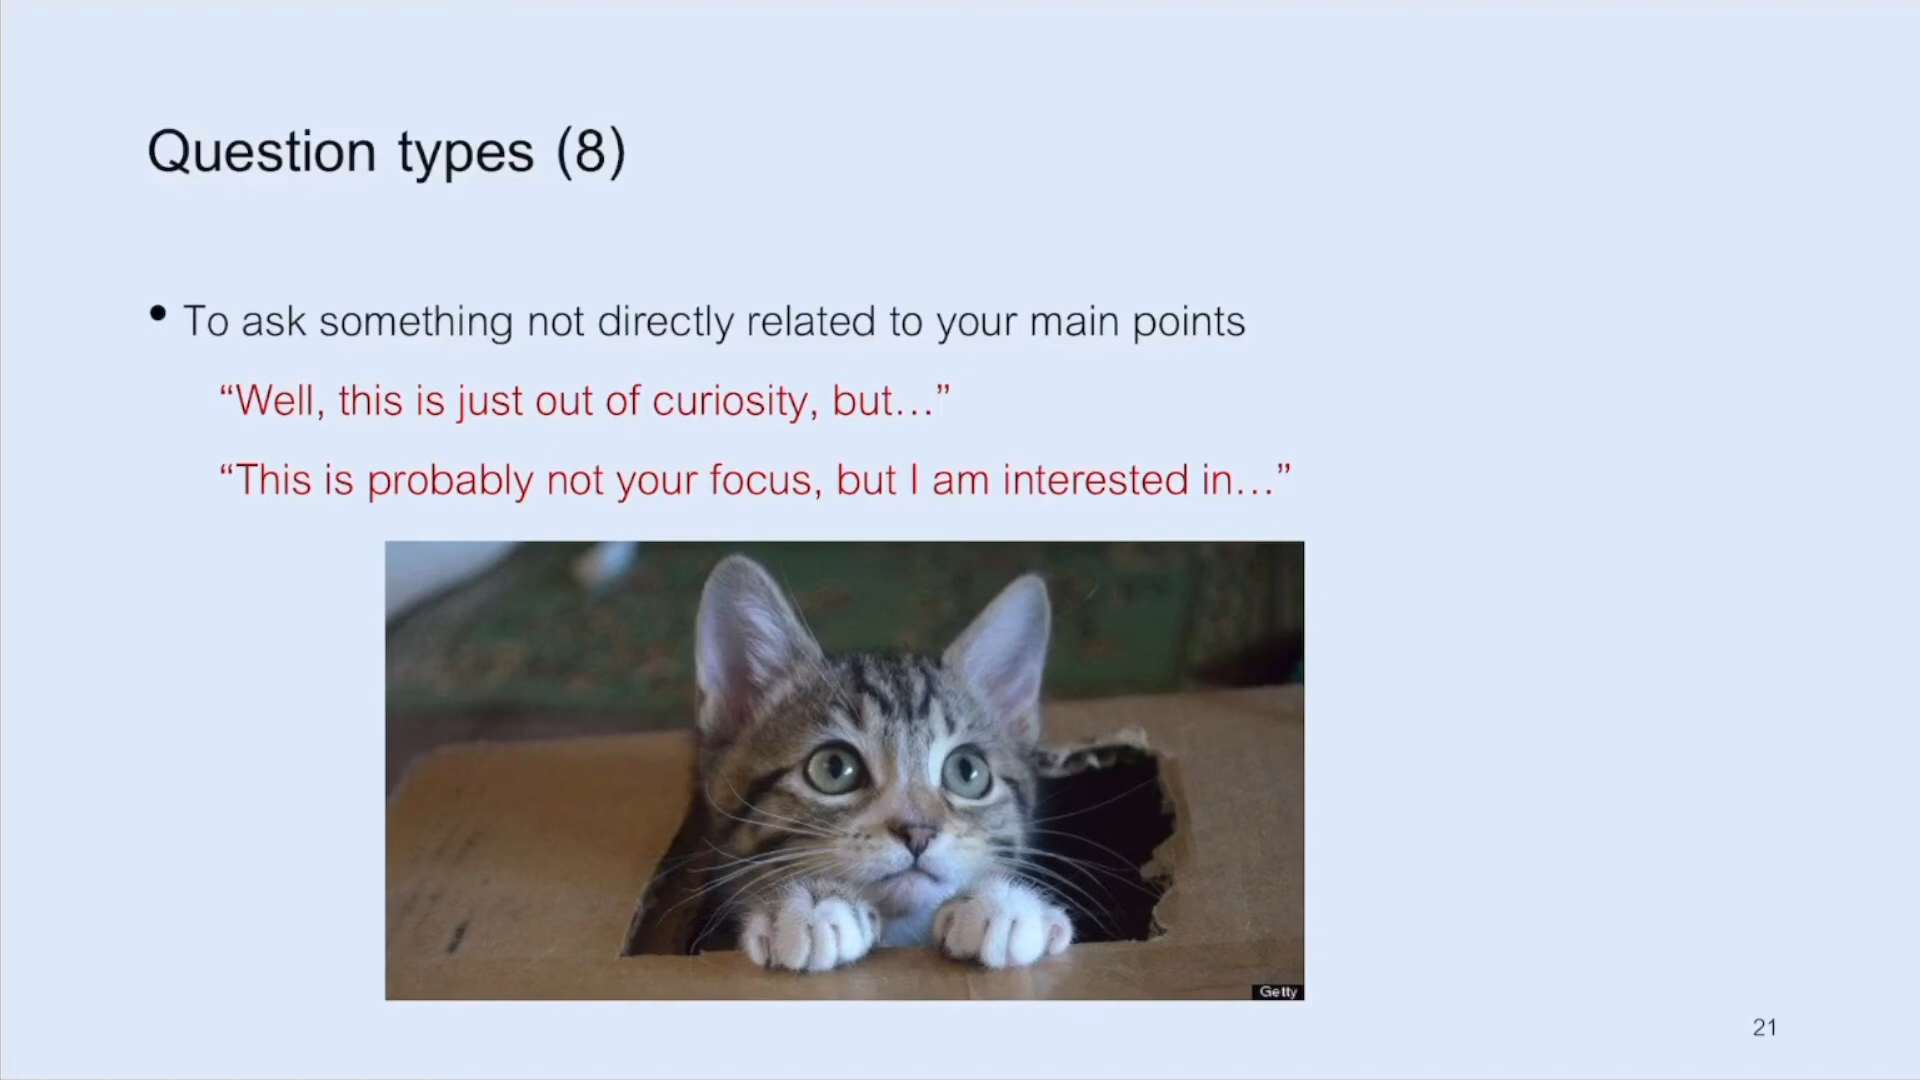 Question types (8)
• To ask something not directly related to your main points
“Well, this is just out of curiosity, but…”
“This is probably not your focus, but I am interested in…”
Getty
21